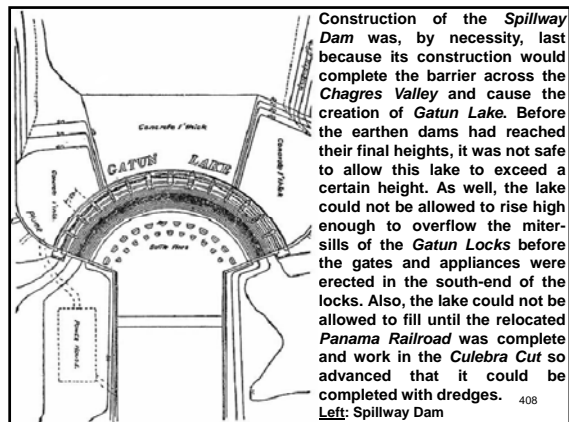 Concrete 1' thick
GATUN LAKE
Concrete 1' thick
Baffle Piers
Power House
Construction of the Spillway
Dam was, by necessity, last
because its construction would
complete the barrier across the
Chagres Valley and cause the
creation of Gatun Lake. Before
the earthen dams had reached
their final heights, it was not safe
to allow this lake to exceed a
certain height. As well, the lake
could not be allowed to rise high
enough to overflow the miter-
sills of the Gatun Locks before
the gates and appliances were
erected in the south-end of the
locks. Also, the lake could not be
allowed to fill until the relocated
Panama Railroad was complete
and work in the Culebra Cut so
advanced that it could be
completed with dredges.
408
Left: Spillway Dam